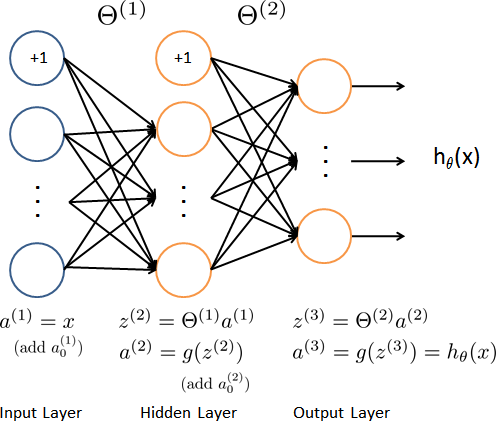 Θ(1) Θ(2)
+1 +1
hθ(x)
a(1) = x z(2) = Θ(1)a(1) z(3) = Θ(2)a(2)
(add a0(1)) a(2) = g(z(2)) a(3) = g(z(3)) = hθ(x)
(add a0(2))
Input Layer Hidden Layer Output Layer